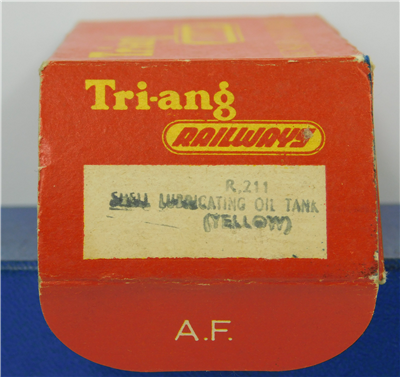 Tri-ang
RAILWAYS
R.211
SHELL LUBRICATING OIL TANK
(YELLOW)
A.F.